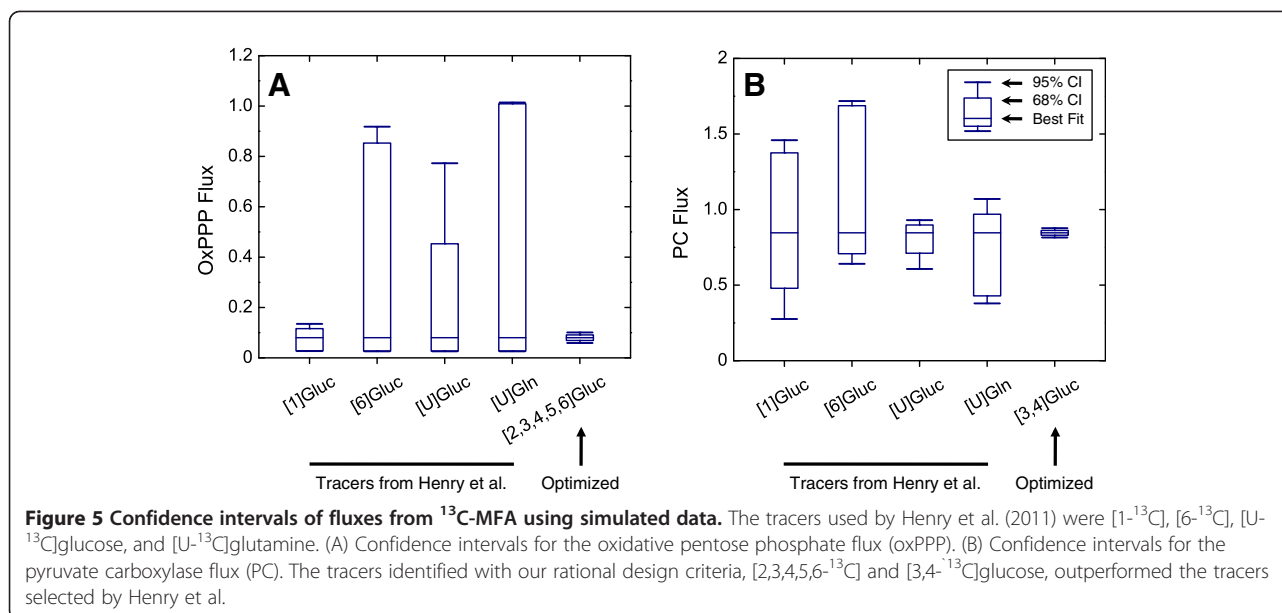 A
OxPPP Flux
1.2
1.0
0.8
0.6
0.4
0.2
0
[1]Gluc
[6]Gluc
[U]Gluc
[U]Gln
[2,3,4,5,6]Gluc
Tracers from Henry et al.
Optimized
B
PC Flux
2
1.5
1.0
0.5
0
95% CI
68% CI
Best Fit
[1]Gluc
[6]Gluc
[U]Gluc
[U]Gln
[3,4]Gluc
Tracers from Henry et al.
Optimized
Figure 5 Confidence intervals of fluxes from ¹³C-MFA using simulated data. The tracers used by Henry et al. (2011) were [1-¹³C], [6-¹³C], [U-
¹³C]glucose, and [U-¹³C]glutamine. (A) Confidence intervals for the oxidative pentose phosphate flux (oxPPP). (B) Confidence intervals for the
pyruvate carboxylase flux (PC). The tracers identified with our rational design criteria, [2,3,4,5,6-¹³C] and [3,4-`¹³C]glucose, outperformed the tracers
selected by Henry et al.